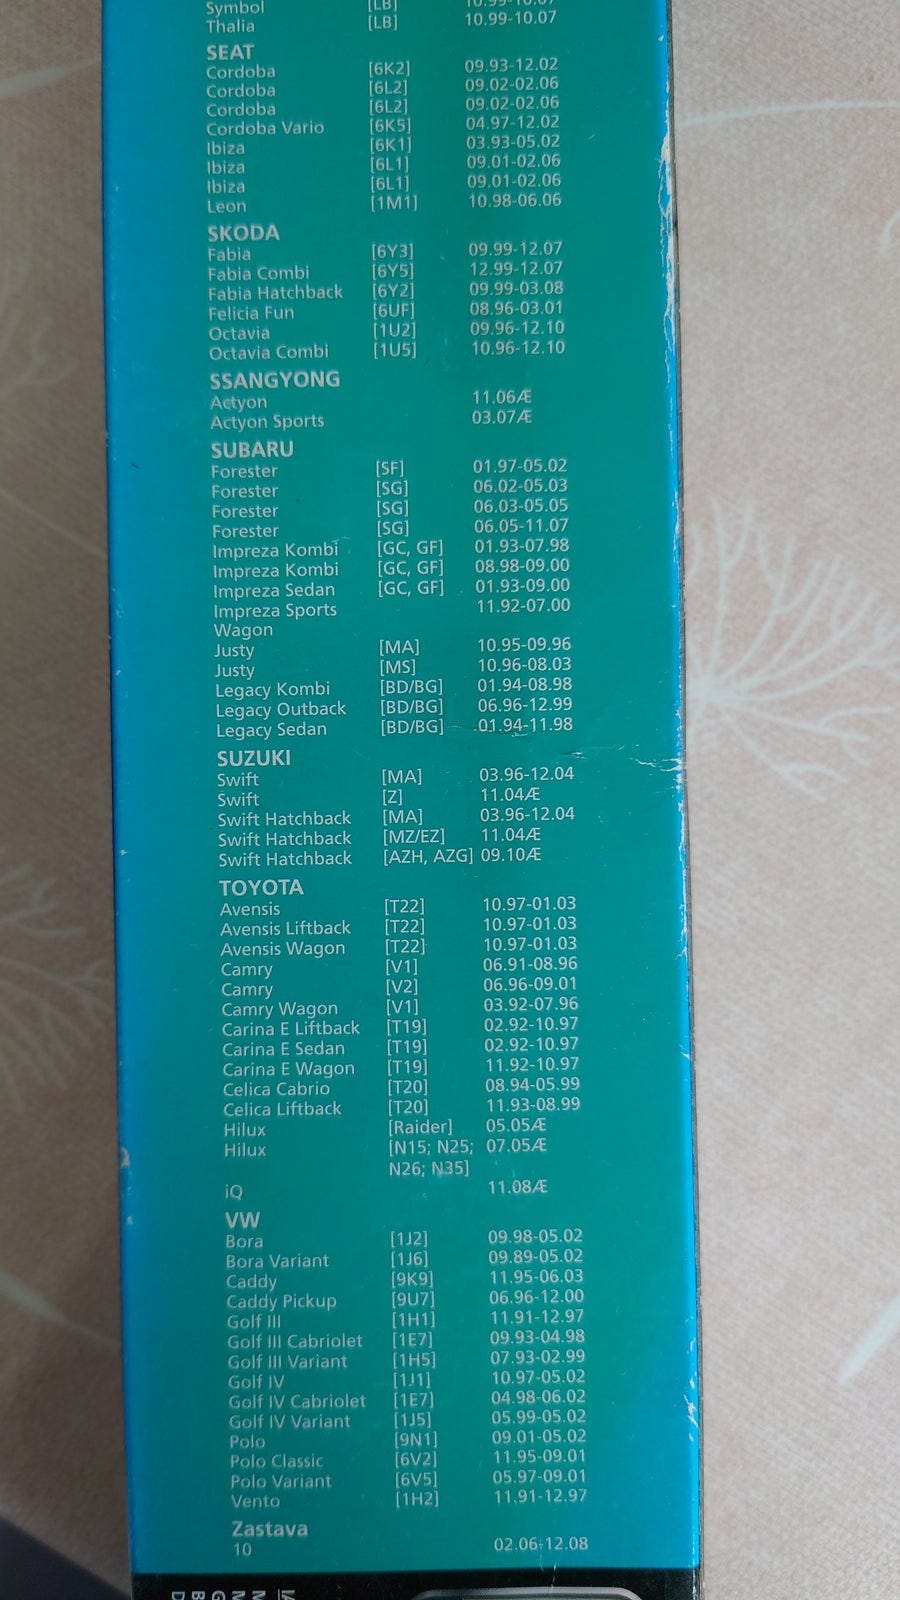 Symbol [LB] 10.99-10.07
Thalia [LB] 10.99-10.07
SEAT
Cordoba [6K2] 09.93-12.02
Cordoba [6L2] 09.02-02.06
Cordoba [6L2] 09.02-02.06
Cordoba Vario [6K5] 04.97-12.02
Ibiza [6K1] 03.93-05.02
Ibiza [6L1] 09.01-02.06
Ibiza [6L1] 09.01-02.06
Leon [1M1] 10.98-06.06
SKODA
Fabia [6Y3] 09.99-12.07
Fabia Combi [6Y5] 12.99-12.07
Fabia Hatchback [6Y2] 09.99-03.08
Felicia Fun [6UF] 08.96-03.01
Octavia [1U2] 09.96-12.10
Octavia Combi [1U5] 10.96-12.10
SSANGYONG
Actyon 11.06Æ
Actyon Sports 03.07Æ
SUBARU
Forester [SF] 01.97-05.02
Forester [SG] 06.02-05.03
Forester [SG] 06.03-05.05
Forester [SG] 06.05-11.07
Impreza Kombi [GC, GF] 01.93-07.98
Impreza Kombi [GC, GF] 08.98-09.00
Impreza Sedan [GC, GF] 01.93-09.00
Impreza Sports 11.92-07.00
Wagon
Justy [MA] 10.95-09.96
Justy [MS] 10.96-08.03
Legacy Kombi [BD/BG] 01.94-08.98
Legacy Outback [BD/BG] 06.96-12.99
Legacy Sedan [BD/BG] 01.94-11.98
SUZUKI
Swift [MA] 03.96-12.04
Swift [Z] 11.04Æ
Swift Hatchback [MA] 03.96-12.04
Swift Hatchback [MZ/EZ] 11.04Æ
Swift Hatchback [AZH, AZG] 09.10Æ
TOYOTA
Avensis [T22] 10.97-01.03
Avensis Liftback [T22] 10.97-01.03
Avensis Wagon [T22] 10.97-01.03
Camry [V1] 06.91-08.96
Camry [V2] 06.96-09.01
Camry Wagon [V1] 03.92-07.96
Carina E Liftback [T19] 02.92-10.97
Carina E Sedan [T19] 02.92-10.97
Carina E Wagon [T19] 11.92-10.97
Celica Cabrio [T20] 08.94-05.99
Celica Liftback [T20] 11.93-08.99
Hilux [Raider] 05.05Æ
Hilux [N15; N25; 07.05Æ
N26; N35]
iQ 11.08Æ
VW
Bora [1J2] 09.98-05.02
Bora Variant [1J6] 09.89-05.02
Caddy [9K9] 11.95-06.03
Caddy Pickup [9U7] 06.96-12.00
Golf III [1H1] 11.91-12.97
Golf III Cabriolet [1E7] 09.93-04.98
Golf III Variant [1H5] 07.93-02.99
Golf IV [1J1] 10.97-05.02
Golf IV Cabriolet [1E7] 04.98-06.02
Golf IV Variant [1J5] 05.99-05.02
Polo [9N1] 09.01-05.02
Polo Classic [6V2] 11.95-09.01
Polo Variant [6V5] 05.97-09.01
Vento [1H2] 11.91-12.97
Zastava
10 02.06-12.08